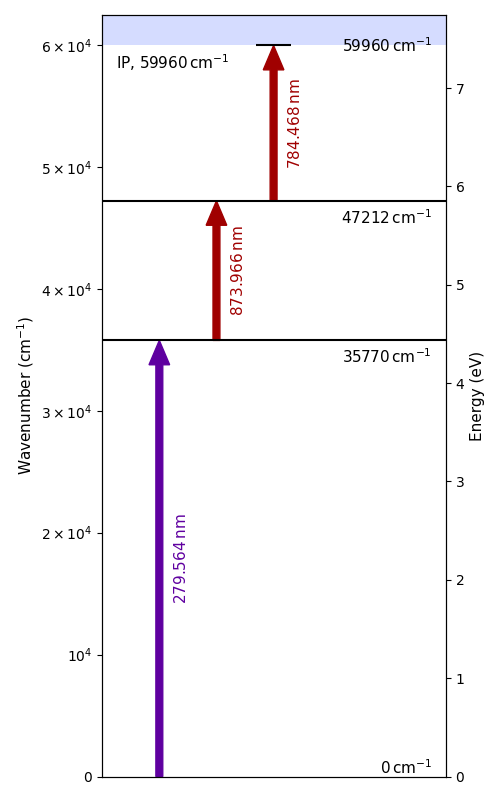 6 × 10⁴
IP, 59960 cm⁻¹
59960 cm⁻¹
784.468 nm
7
5 × 10⁴
6
47212 cm⁻¹
873.966 nm
4 × 10⁴
5
35770 cm⁻¹
4
Wavenumber (cm⁻¹)
Energy (eV)
3 × 10⁴
3
279.564 nm
2 × 10⁴
2
10⁴
1
0 cm⁻¹
0
0